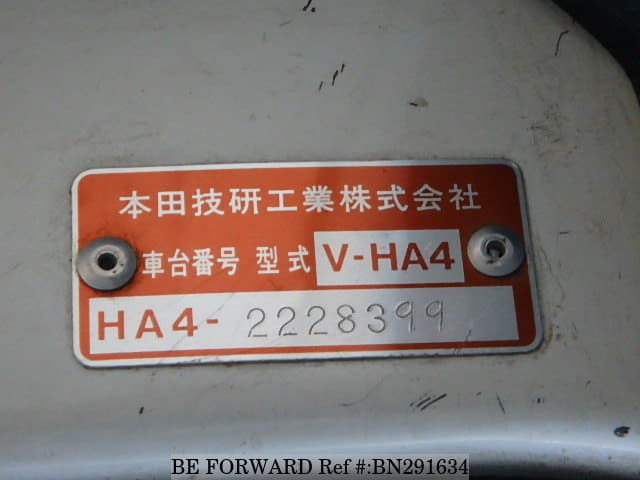 本田技研工業株式会社
車台番号 型式 V-HA4
HA4-2228399
BE FORWARD Ref #:BN291634